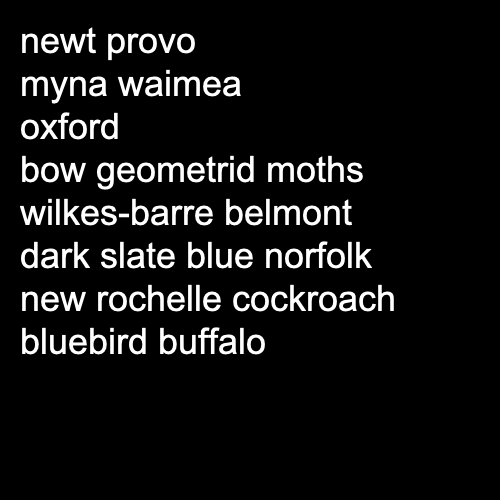 newt provo
myna waimea
oxford
bow geometrid moths
wilkes-barre belmont
dark slate blue norfolk
new rochelle cockroach
bluebird buffalo